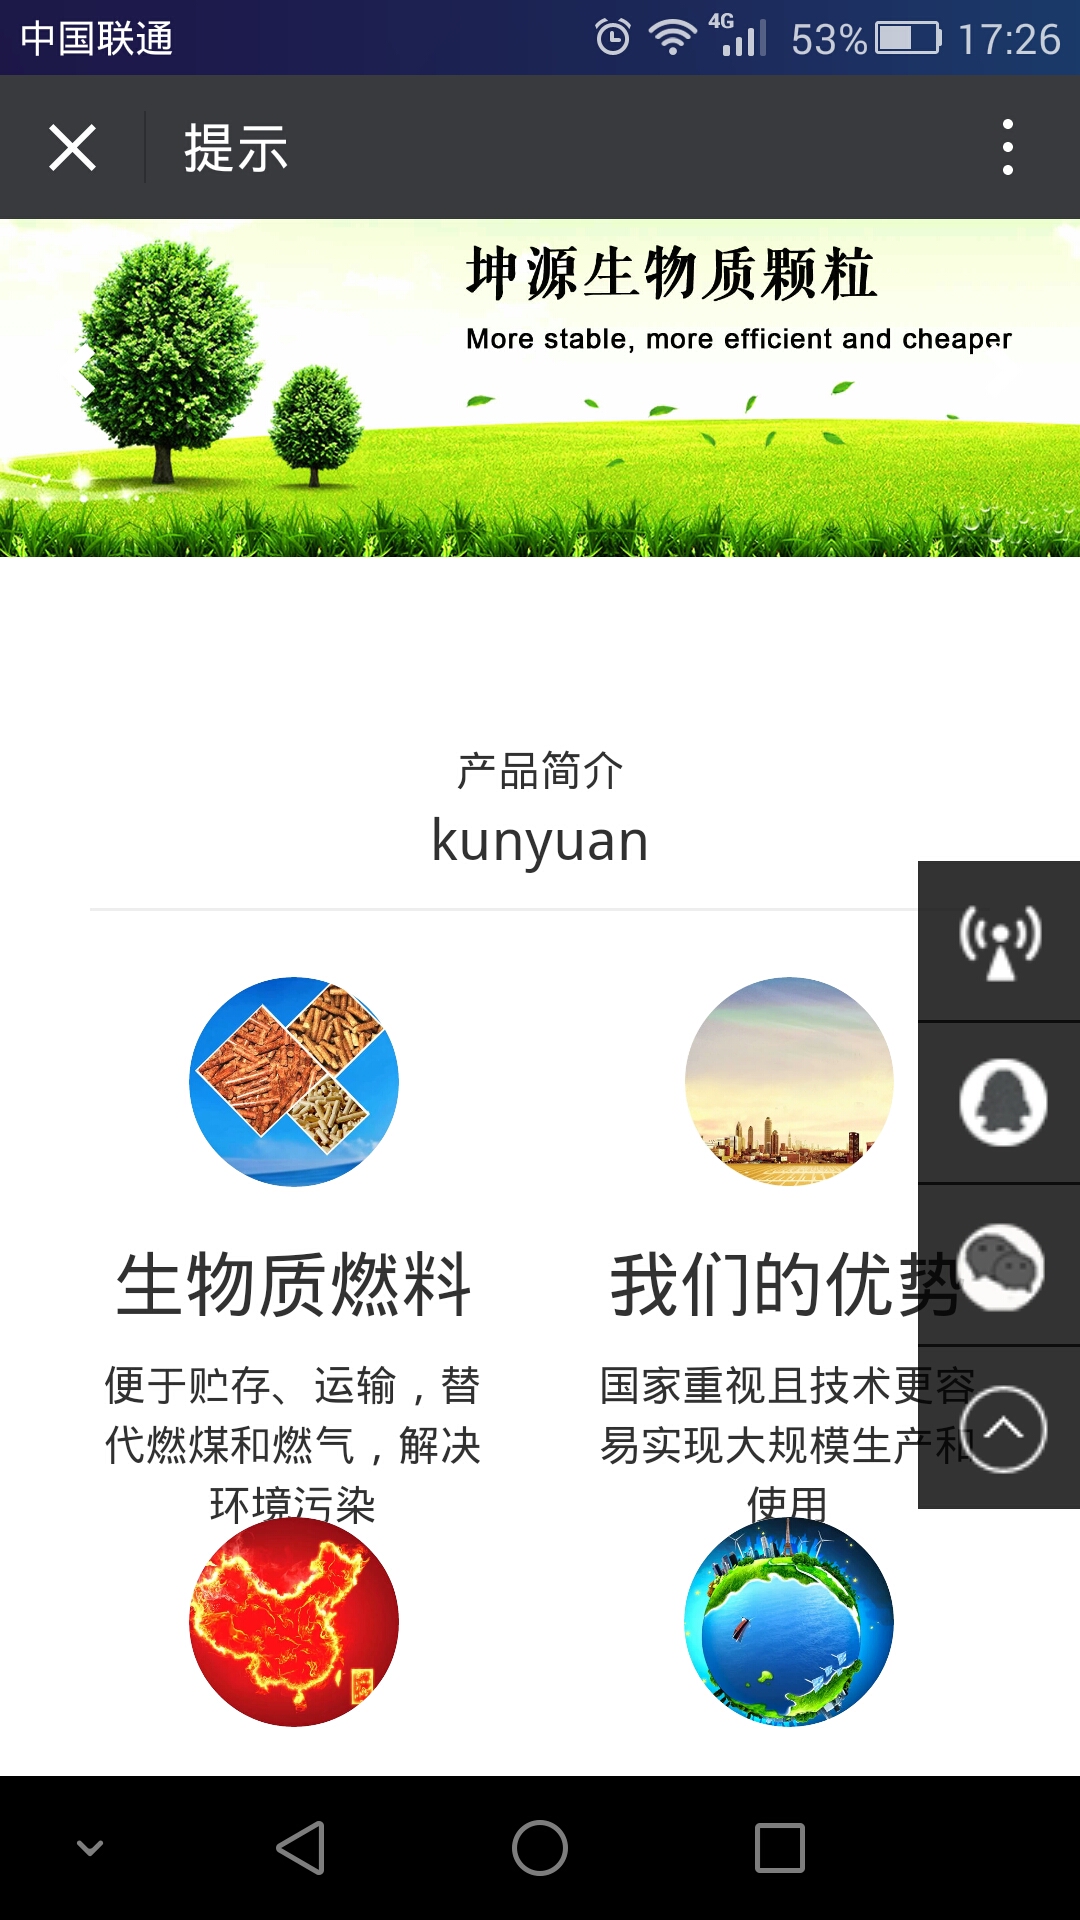 中国联通
4G
53%
17:26
提示
坤源生物质颗粒
More stable, more efficient and cheaper
产品简介
kunyuan
生物质燃料
我们的优势
便于贮存、运输，替
代燃煤和燃气，解决
环境污染
国家重视且技术更容
易实现大规模生产和
使用